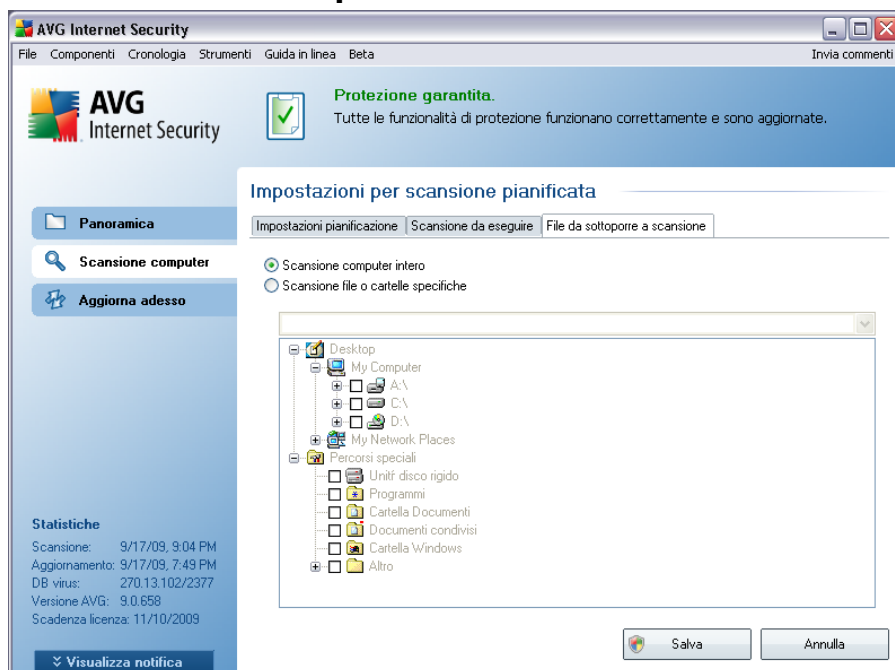 AVG Internet Security
File Componenti Cronologia Strumenti Guida in linea Beta Invia commenti
AVG
Internet Security
Protezione garantita.
Tutte le funzionalità di protezione funzionano correttamente e sono aggiornate.
Impostazioni per scansione pianificata
Panoramica
Scansione computer
Aggiorna adesso
Impostazioni pianificazione Scansione da eseguire File da sottoporre a scansione
Scansione computer intero
Scansione file o cartelle specifiche
Desktop
My Computer
A:\
C:\
D:\
My Network Places
Percorsi speciali
Unitř disco rigido
Programmi
Cartella Documenti
Documenti condivisi
Cartella Windows
Altro
Statistiche
Scansione: 9/17/09, 9:04 PM
Aggiornamento: 9/17/09, 7:49 PM
DB virus: 270.13.102/2377
Versione AVG: 9.0.658
Scadenza licenza: 11/10/2009
Visualizza notifica
Salva Annulla